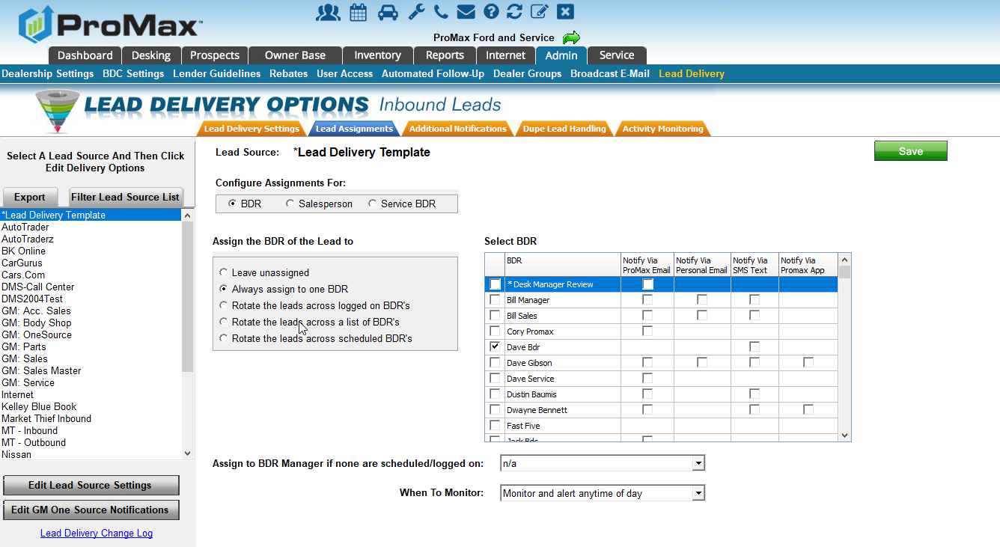 ProMax™
ProMax Ford and Service
Dashboard Desking Prospects Owner Base Inventory Reports Internet Admin Service
Dealership Settings BDC Settings Lender Guidelines Rebates User Access Automated Follow-Up Dealer Groups Broadcast E-Mail Lead Delivery
LEAD DELIVERY OPTIONS Inbound Leads
Lead Delivery Settings Lead Assignments Additional Notifications Dupe Lead Handling Activity Monitoring
Select A Lead Source And Then Click
Edit Delivery Options
Export Filter Lead Source List
*Lead Delivery Template
AutoTrader
AutoTraderz
BK Online
CarGurus
Cars.Com
DMS-Call Center
DMS2004Test
GM: Acc. Sales
GM: Body Shop
GM: OneSource
GM: Parts
GM: Sales
GM: Sales Master
GM: Service
Internet
Kelley Blue Book
Market Thief Inbound
MT - Inbound
MT - Outbound
Nissan
Edit Lead Source Settings
Edit GM One Source Notifications
Lead Delivery Change Log
Lead Source: *Lead Delivery Template
Save
Configure Assignments For:
BDR Salesperson Service BDR
Assign the BDR of the Lead to
Leave unassigned
Always assign to one BDR
Rotate the leads across logged on BDR's
Rotate the leads across a list of BDR's
Rotate the leads across scheduled BDR's
Select BDR
BDR Notify Via ProMax Email Notify Via Personal Email Notify Via SMS Text Notify Via Promax App
* Desk Manager Review
Bill Manager
Bill Sales
Cory Promax
Dave Bdr
Dave Gibson
Dave Service
Dustin Baumis
Dwayne Bennett
Fast Five
Jack Bdc
Assign to BDR Manager if none are scheduled/logged on: n/a
When To Monitor: Monitor and alert anytime of day